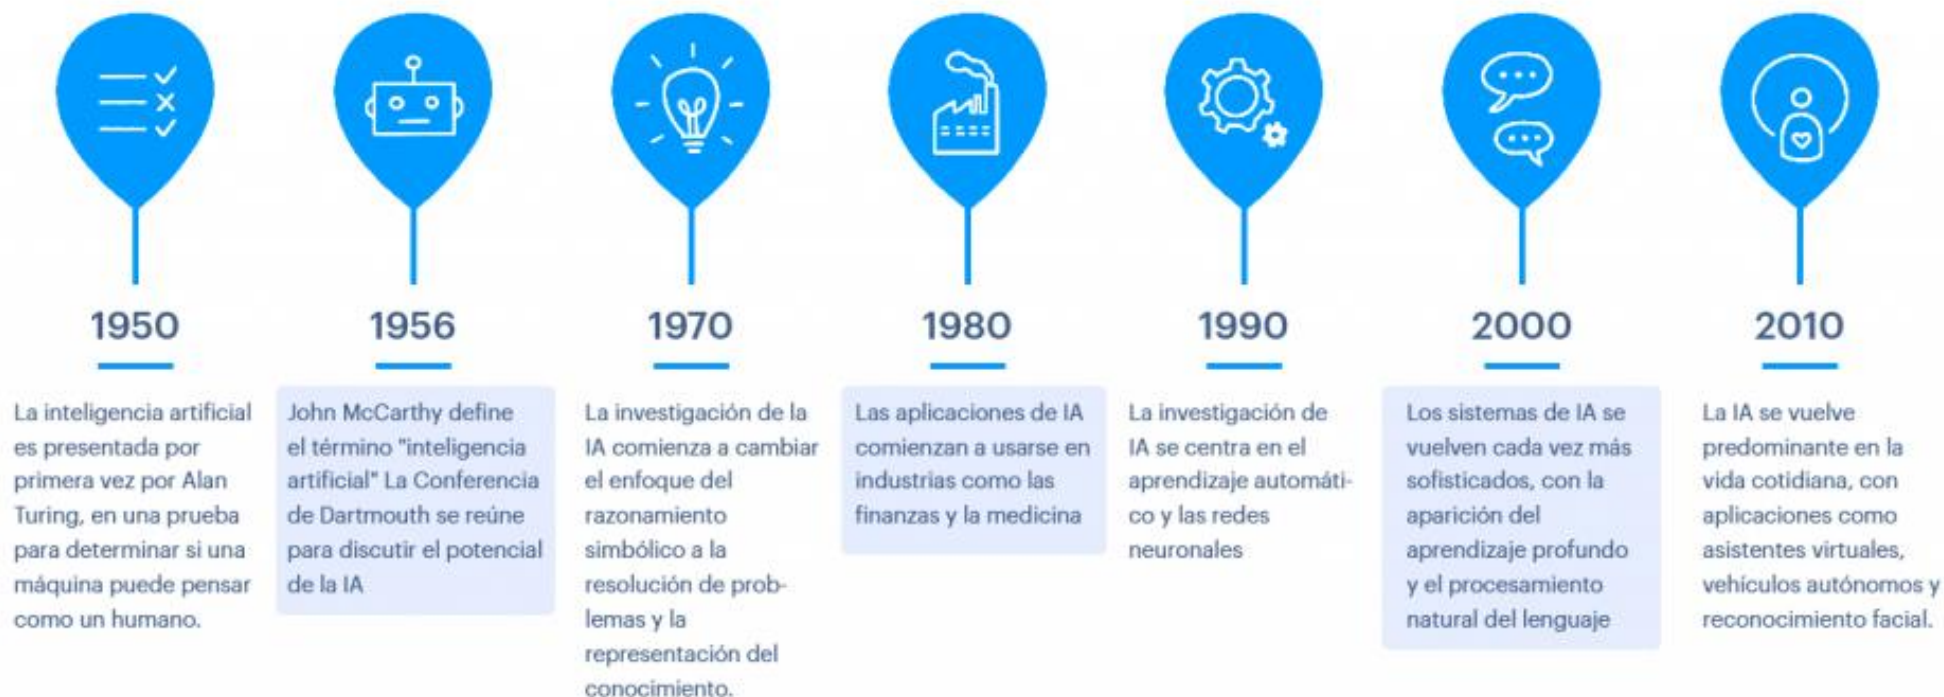 1950
La inteligencia artificial
es presentada por
primera vez por Alan
Turing, en una prueba
para determinar si una
máquina puede pensar
como un humano.
1956
John McCarthy define
el término "inteligencia
artificial" La Conferencia
de Dartmouth se reúne
para discutir el potencial
de la IA
1970
La investigación de la
IA comienza a cambiar
el enfoque del
razonamiento
simbólico a la
resolución de prob-
lemas y la
representación del
conocimiento.
1980
Las aplicaciones de IA
comienzan a usarse en
industrias como las
finanzas y la medicina
1990
La investigación de
IA se centra en el
aprendizaje automáti-
co y las redes
neuronales
2000
Los sistemas de IA se
vuelven cada vez más
sofisticados, con la
aparición del
aprendizaje profundo
y el procesamiento
natural del lenguaje
2010
La IA se vuelve
predominante en la
vida cotidiana, con
aplicaciones como
asistentes virtuales,
vehículos autónomos y
reconocimiento facial.